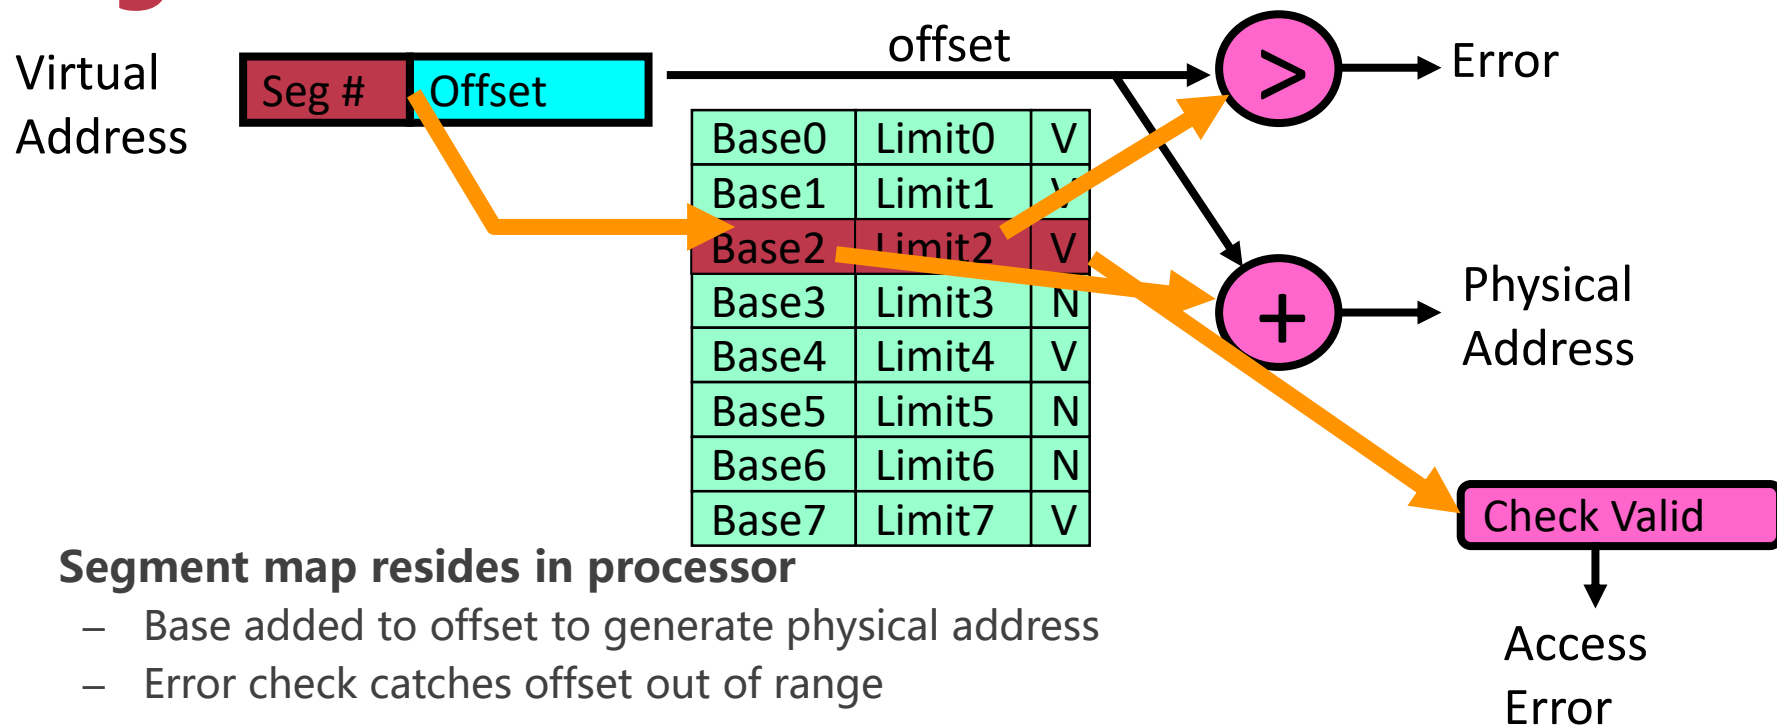 Virtual
Address
Seg # Offset
offset
>
Error
Base0 Limit0 V
Base1 Limit1 V
Base2 Limit2 V
Base3 Limit3 N
Base4 Limit4 V
Base5 Limit5 N
Base6 Limit6 N
Base7 Limit7 V
+
Physical
Address
Check Valid
Access
Error
Segment map resides in processor
– Base added to offset to generate physical address
– Error check catches offset out of range